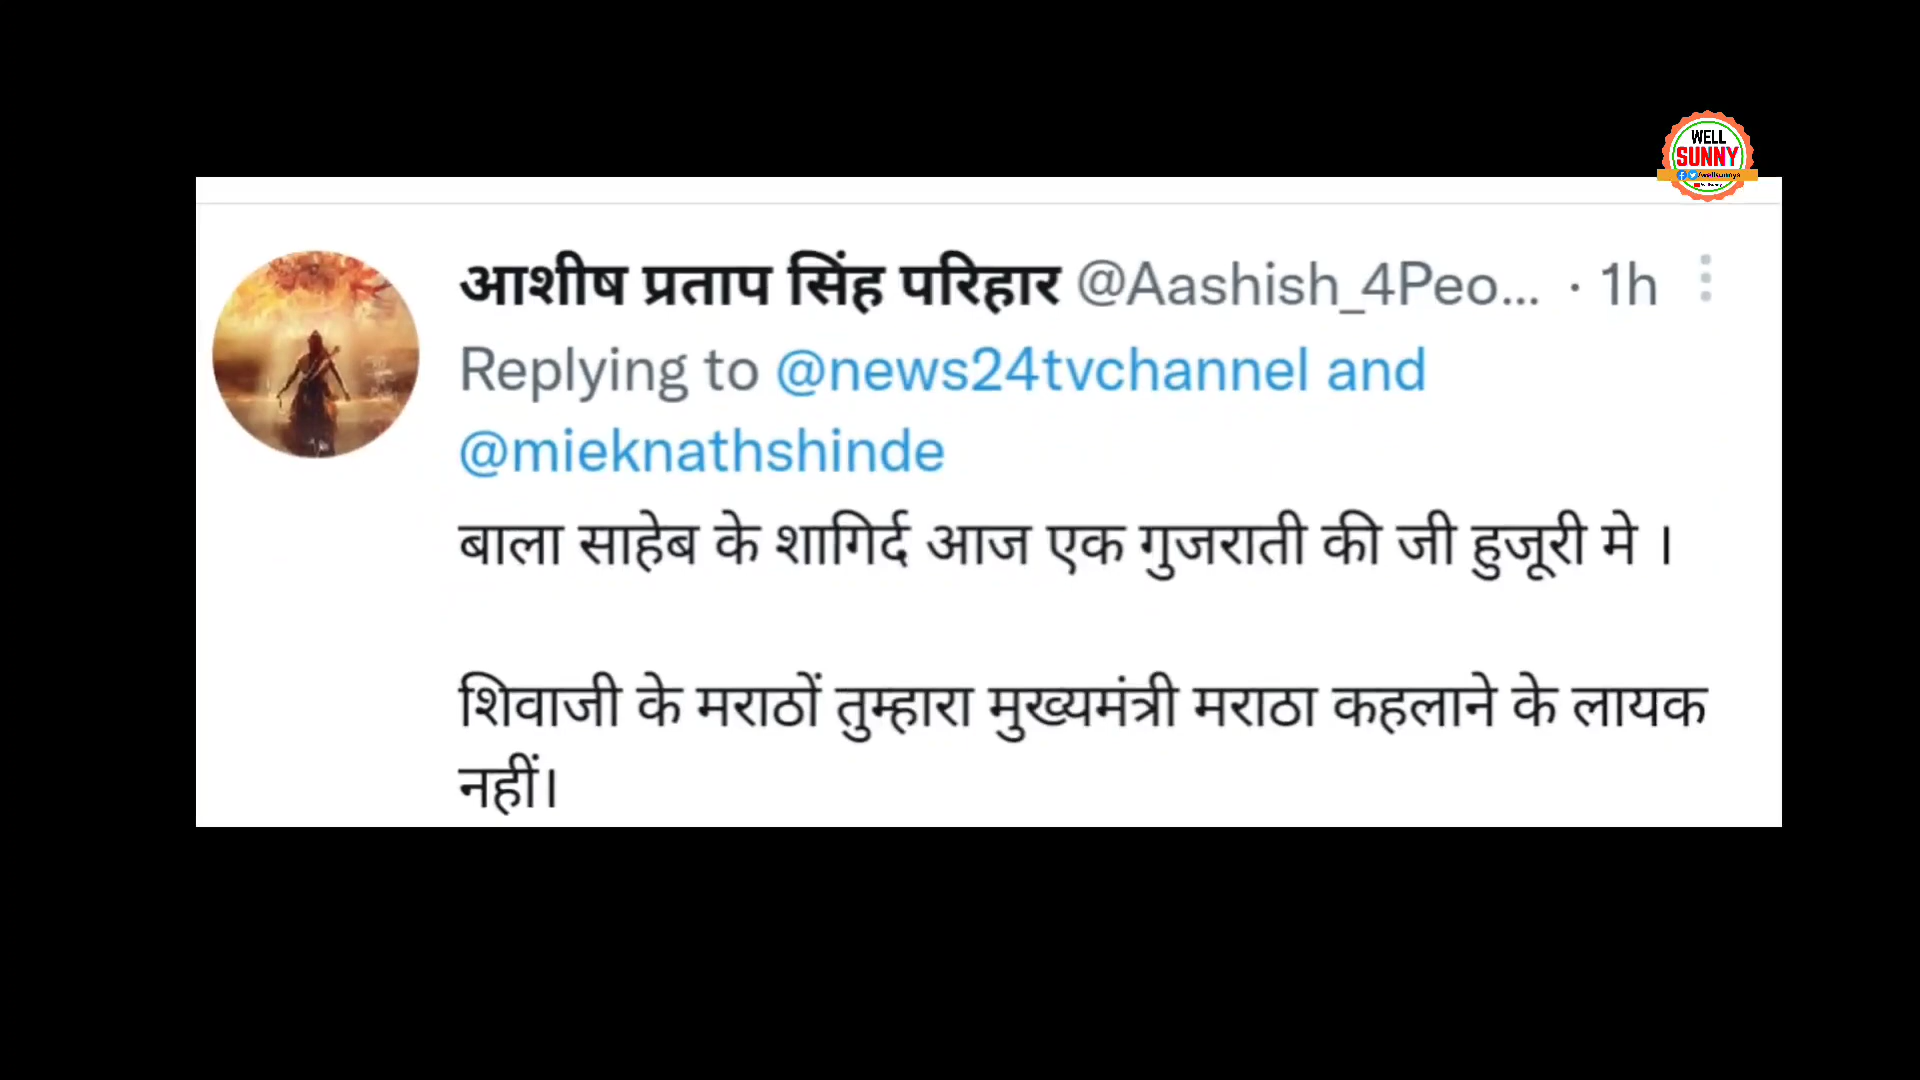 WELL
SUNNY
/wellsunnys
आशीष प्रताप सिंह परिहार @Aashish_4Peo... · 1h
Replying to @news24tvchannel and
@mieknathshinde
बाला साहेब के शागिर्द आज एक गुजराती की जी हुजूरी मे ।
शिवाजी के मराठों तुम्हारा मुख्यमंत्री मराठा कहलाने के लायक
नहीं।